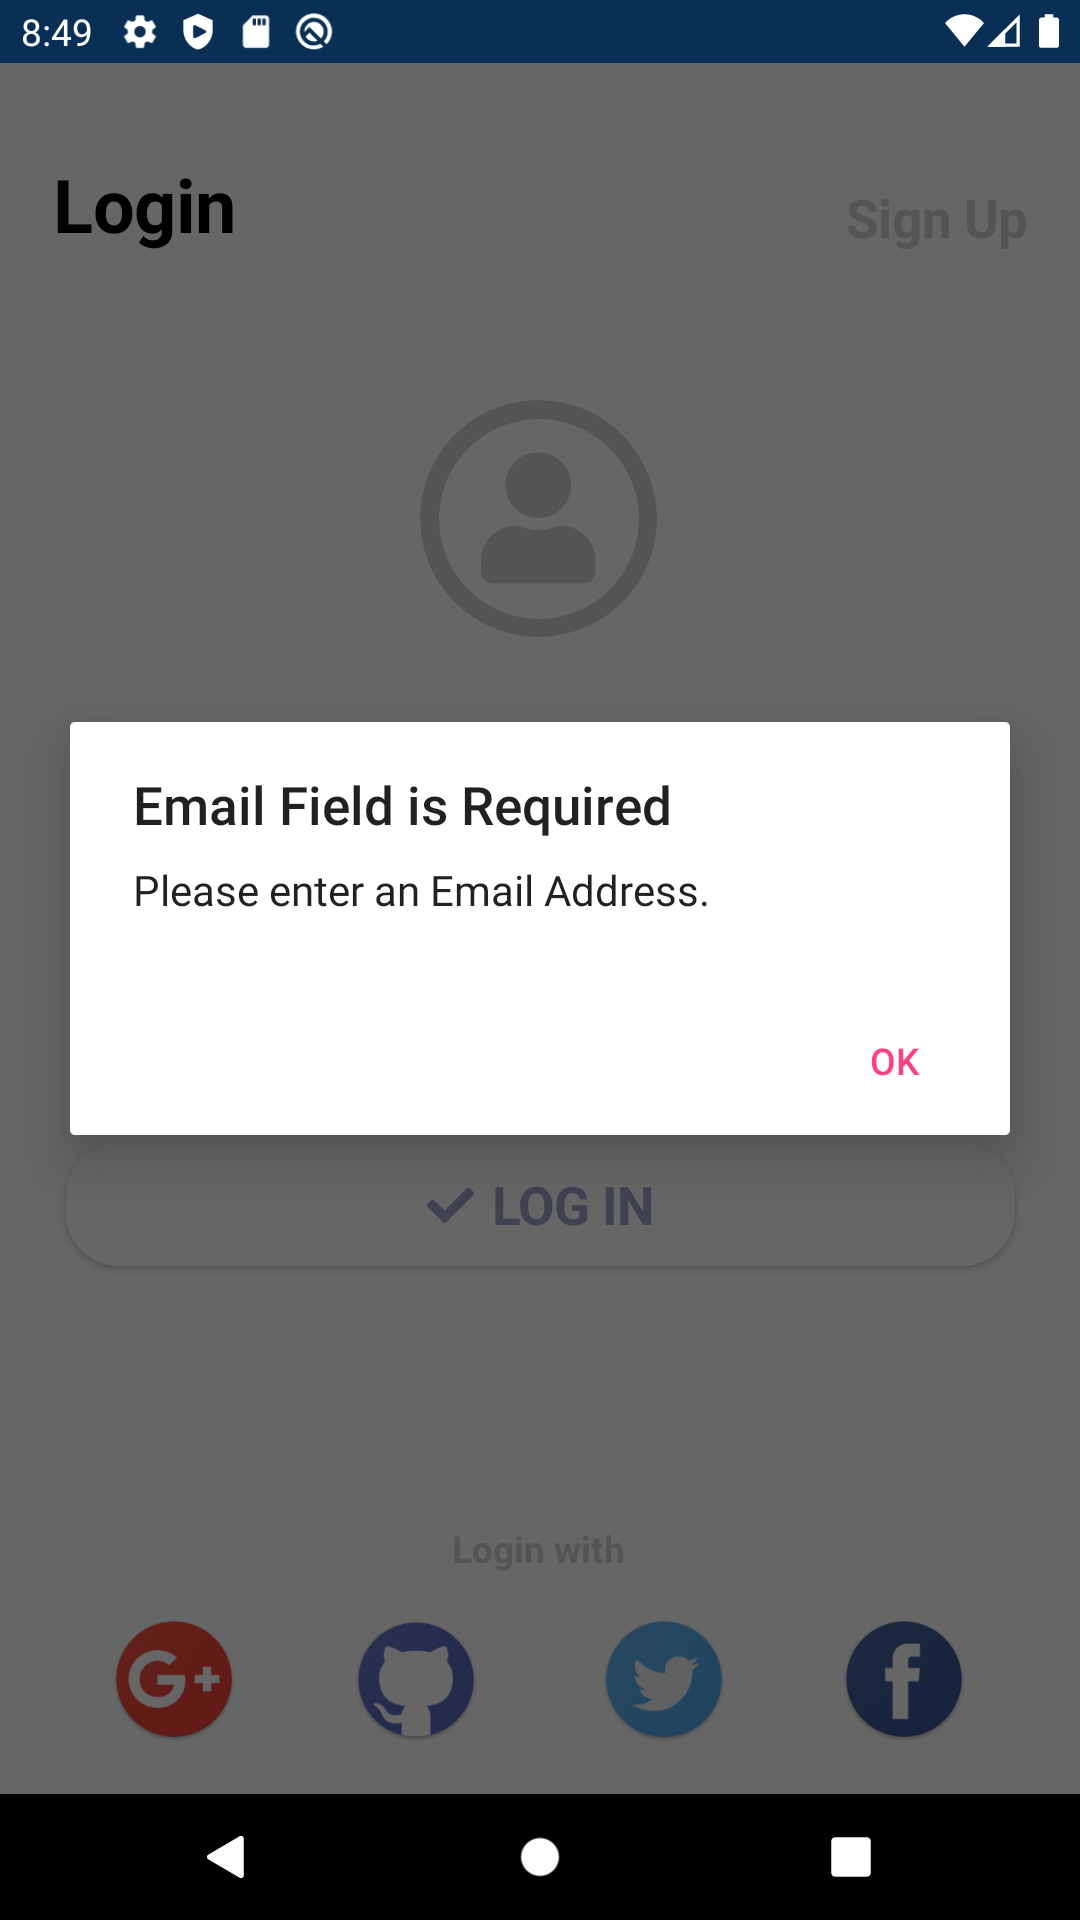 8:49
Login
Sign Up
Email Field is Required
Please enter an Email Address.
OK
LOG IN
Login with
G+
f